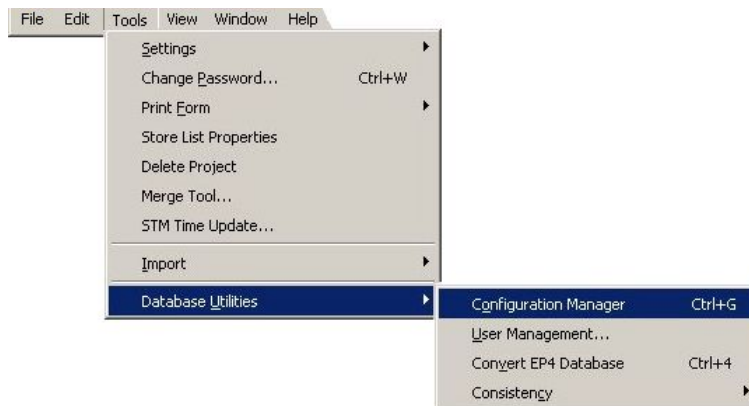 File Edit Tools View Window Help
Settings
Change Password... Ctrl+W
Print Form
Store List Properties
Delete Project
Merge Tool...
STM Time Update...
Import
Database Utilities
Configuration Manager Ctrl+G
User Management...
Convert EP4 Database Ctrl+4
Consistency